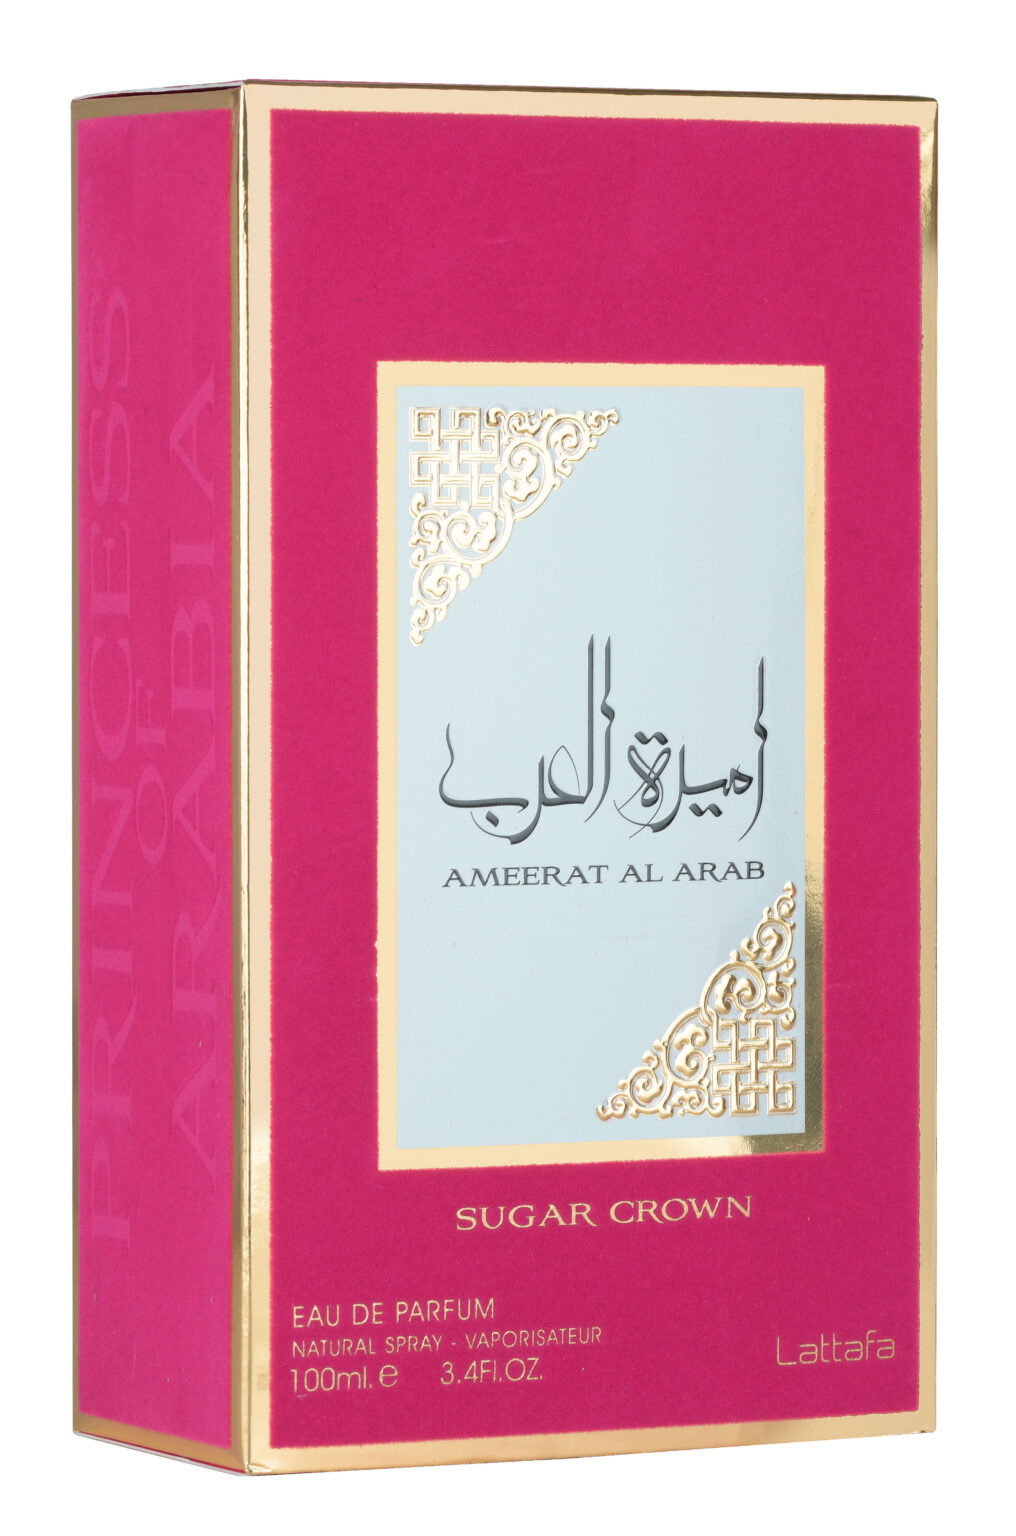 PRINCESS
OF
ARABIA
اميرة العرب
AMEERAT AL ARAB
SUGAR CROWN
EAU DE PARFUM
NATURAL SPRAY - VAPORISATEUR
100ml. e 3.4Fl.OZ.
Lattafa